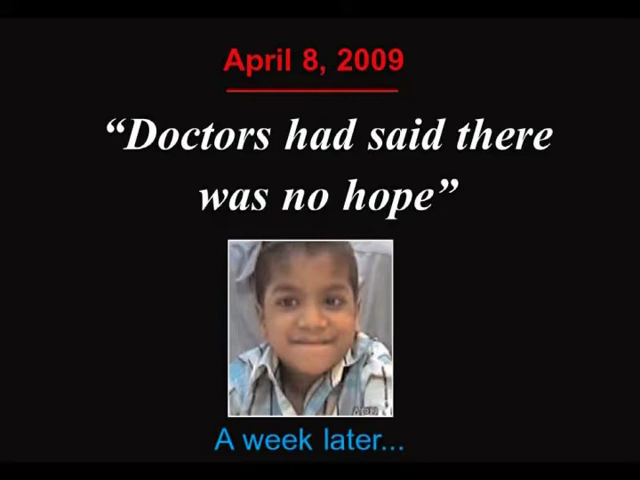 April 8, 2009
“Doctors had said there
was no hope”
A week later...